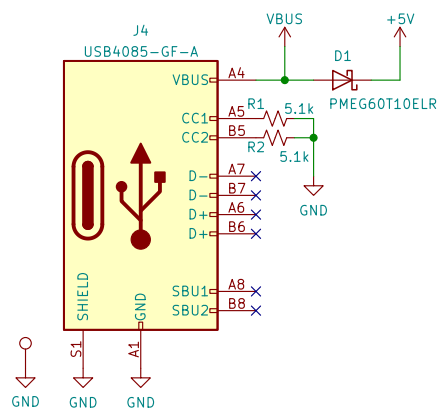 J4
USB4085-GF-A
VBUS
+5V
D1
PMEG60T10ELR
VBUS A4
CC1 A5 R1 5.1k
CC2 B5 R2 5.1k
D- A7
D- B7
D+ A6
D+ B6
GND
SBU1 A8
SBU2 B8
SHIELD
GND
S1
A1
GND
GND
GND